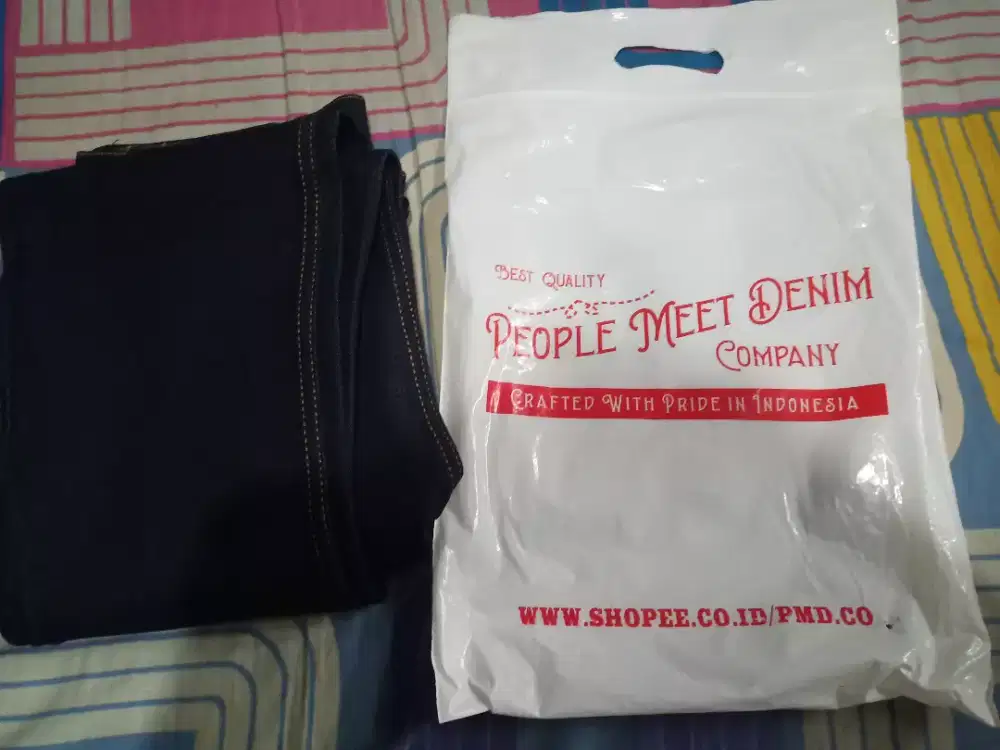 Best Quality
People Meet Denim
Company
Crafted With Pride in Indonesia
WWW.SHOPEE.CO.ID/PMD.CO